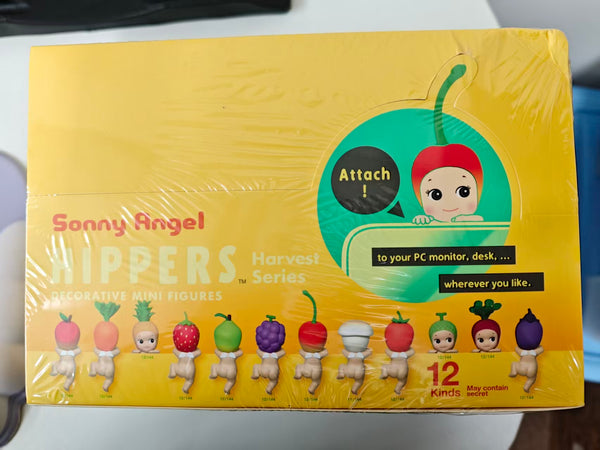 Attach
!
Sonny Angel
HIPPERS ™
Harvest
Series
DECORATIVE MINI FIGURES
to your PC monitor, desk, ...
wherever you like.
12
Kinds
May contain
secret